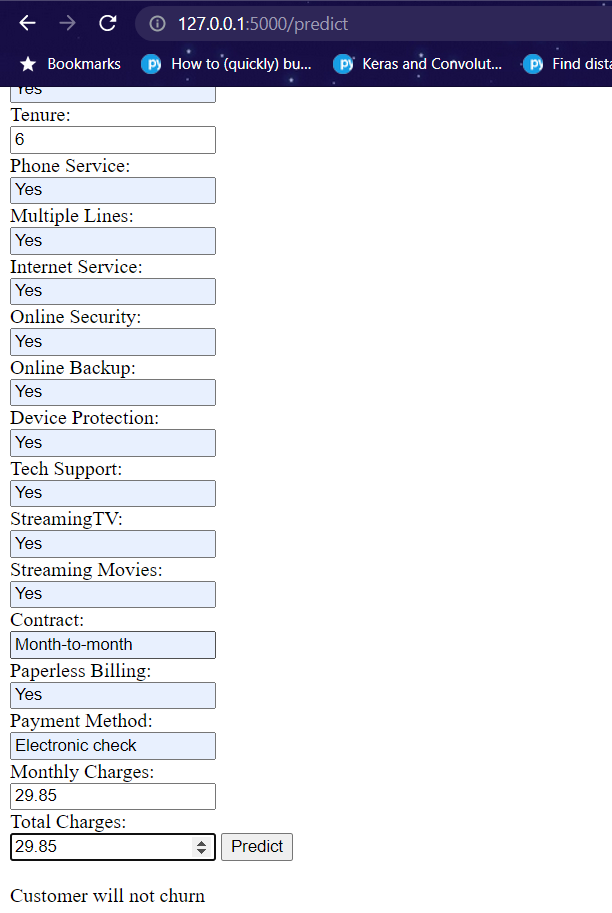 127.0.0.1:5000/predict
Bookmarks How to (quickly) bu... Keras and Convolut... Find dista
Yes
Tenure:
6
Phone Service:
Yes
Multiple Lines:
Yes
Internet Service:
Yes
Online Security:
Yes
Online Backup:
Yes
Device Protection:
Yes
Tech Support:
Yes
StreamingTV:
Yes
Streaming Movies:
Yes
Contract:
Month-to-month
Paperless Billing:
Yes
Payment Method:
Electronic check
Monthly Charges:
29.85
Total Charges:
29.85 Predict
Customer will not churn